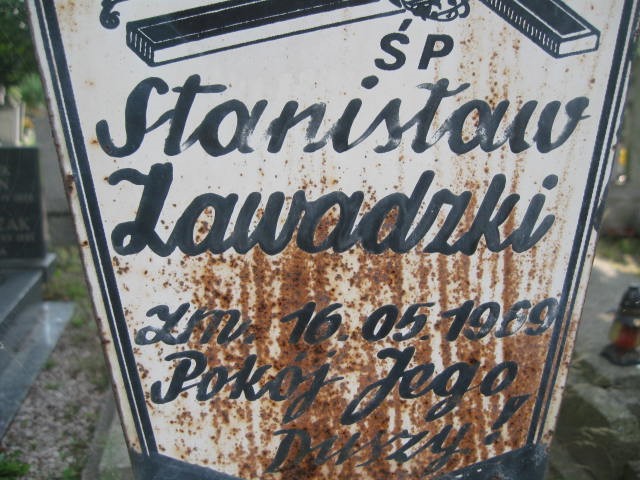 ŚP
Stanisław
Zawadzki
zm. 16.05.1989
Pokój Jego
Duszy!